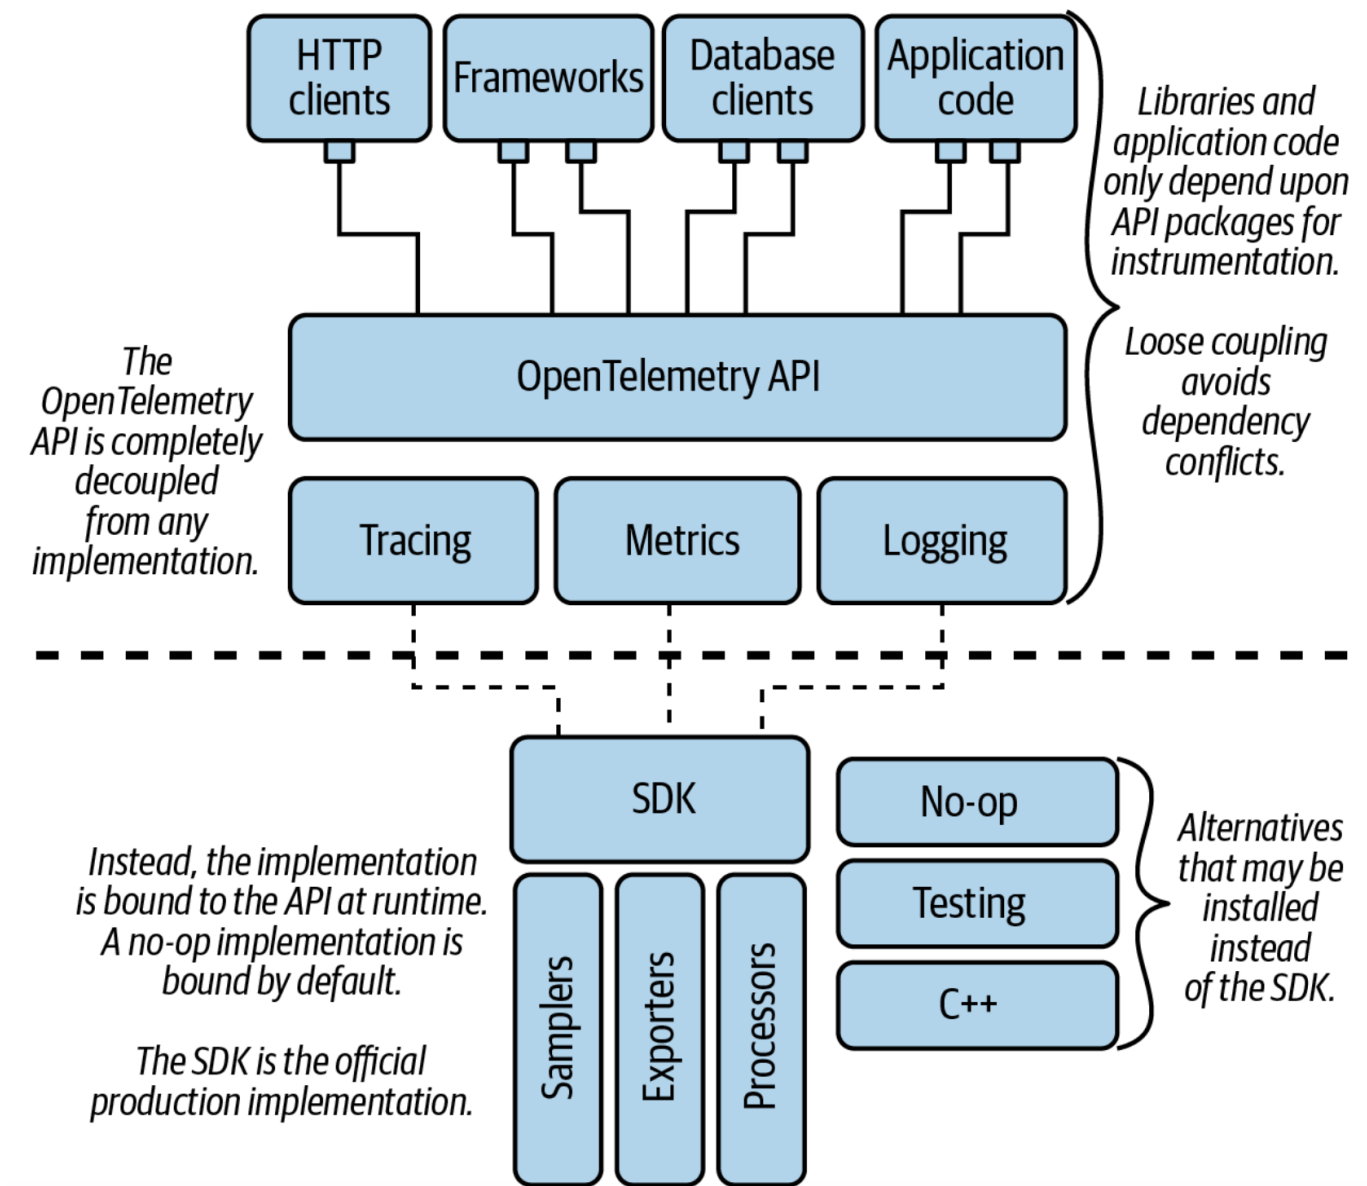 HTTP
clients
Frameworks
Database
clients
Application
code
Libraries and
application code
only depend upon
API packages for
instrumentation.
Loose coupling
avoids
dependency
conflicts.
OpenTelemetry API
The
OpenTelemetry
API is completely
decoupled
from any
implementation.
Tracing
Metrics
Logging
SDK
No-op
Testing
C++
Alternatives
that may be
installed
instead
of the SDK.
Instead, the implementation
is bound to the API at runtime.
A no-op implementation is
bound by default.
The SDK is the official
production implementation.
Samplers
Exporters
Processors